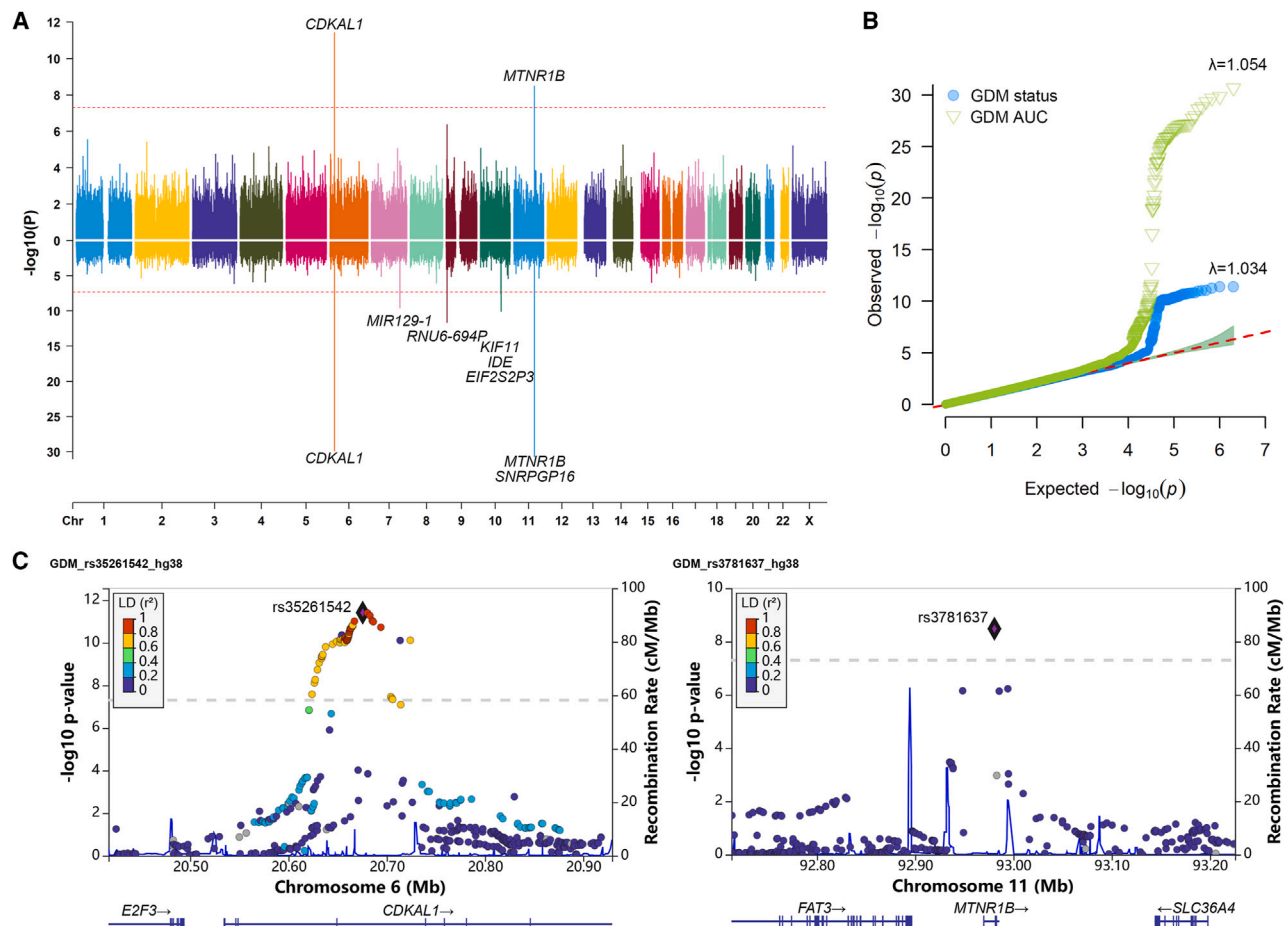 A
12
10
8
6
4
2
0
5
10
15
20
25
30
-log10(P)
CDKAL1
MTNR1B
MIR129-1
RNU6-694P
KIF11
IDE
EIF2S2P3
CDKAL1
MTNR1B
SNRPGP16
Chr 1 2 3 4 5 6 7 8 9 10 11 12 13 14 15 16 18 20 22 X
B
λ=1.054
GDM status
GDM AUC
λ=1.034
30
25
20
15
10
5
0
Observed −log10(p)
0 1 2 3 4 5 6 7
Expected −log10(p)
C
GDM_rs35261542_hg38
LD (r²)
1
0.8
0.6
0.4
0.2
0
rs35261542
12
10
8
6
4
2
0
-log10 p-value
100
80
60
40
20
0
Recombination Rate (cM/Mb)
20.50 20.60 20.70 20.80 20.90
Chromosome 6 (Mb)
E2F3→ CDKAL1→
GDM_rs3781637_hg38
LD (r²)
1
0.8
0.6
0.4
0.2
0
rs3781637
10
8
6
4
2
0
-log10 p-value
100
80
60
40
20
0
Recombination Rate (cM/Mb)
92.80 92.90 93.00 93.10 93.20
Chromosome 11 (Mb)
FAT3→ MTNR1B→ ←SLC36A4